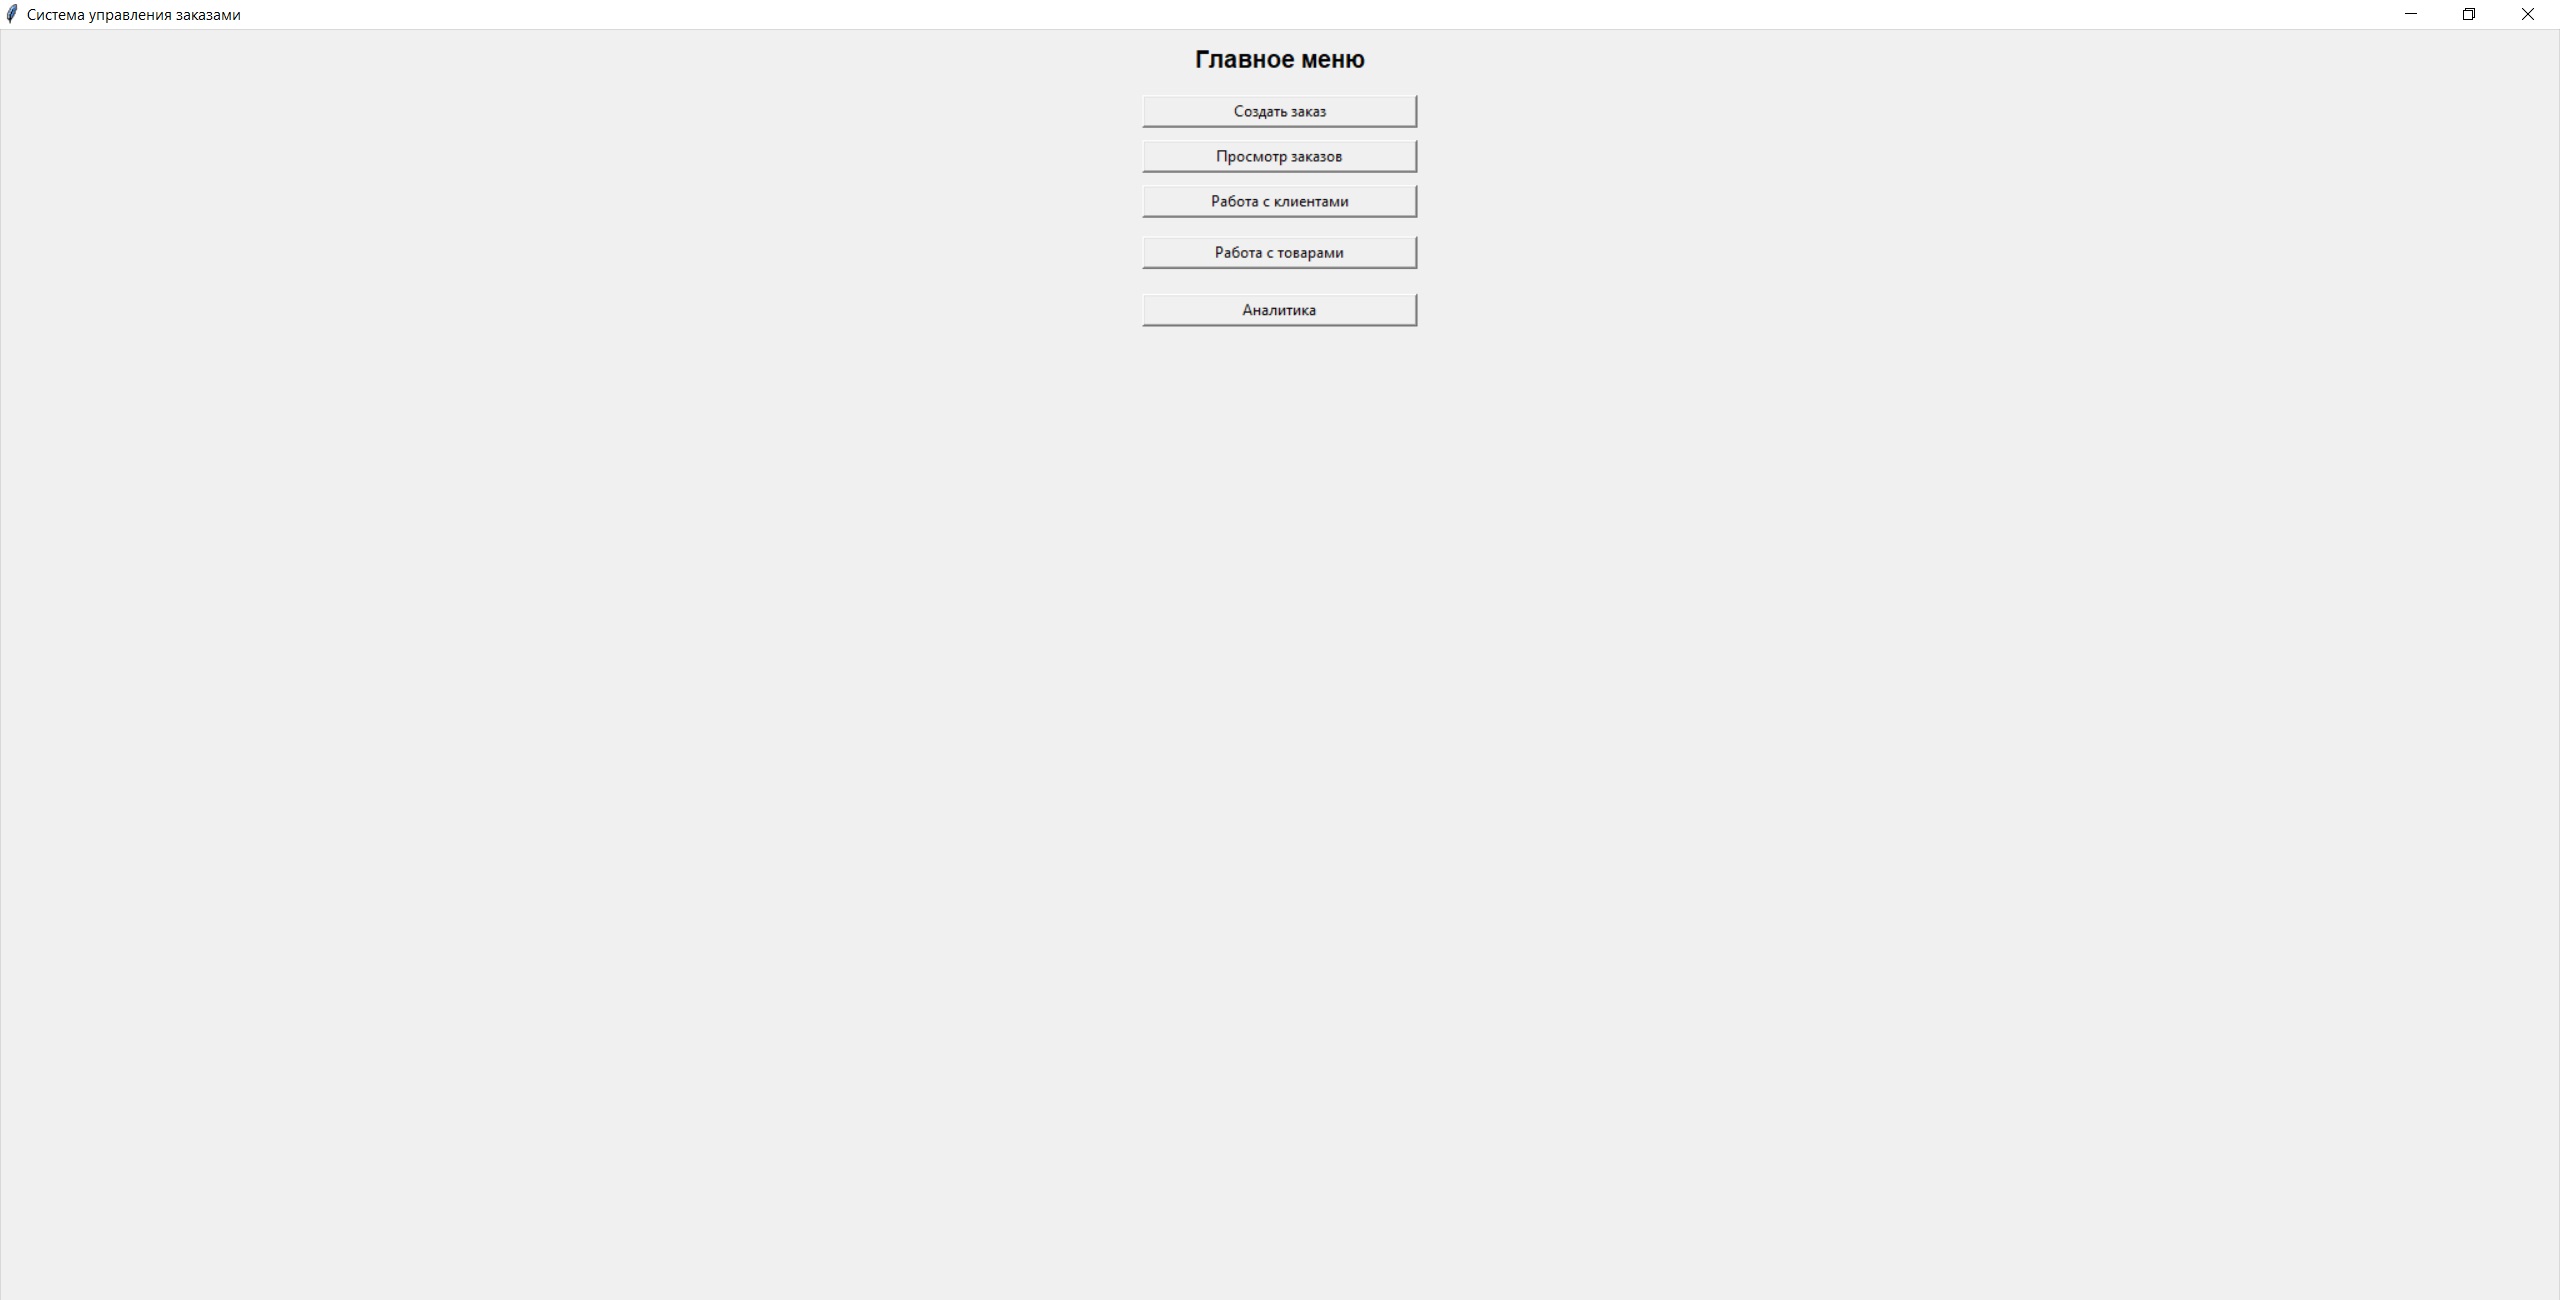 Система управления заказами
Главное меню
Создать заказ
Просмотр заказов
Работа с клиентами
Работа с товарами
Аналитика